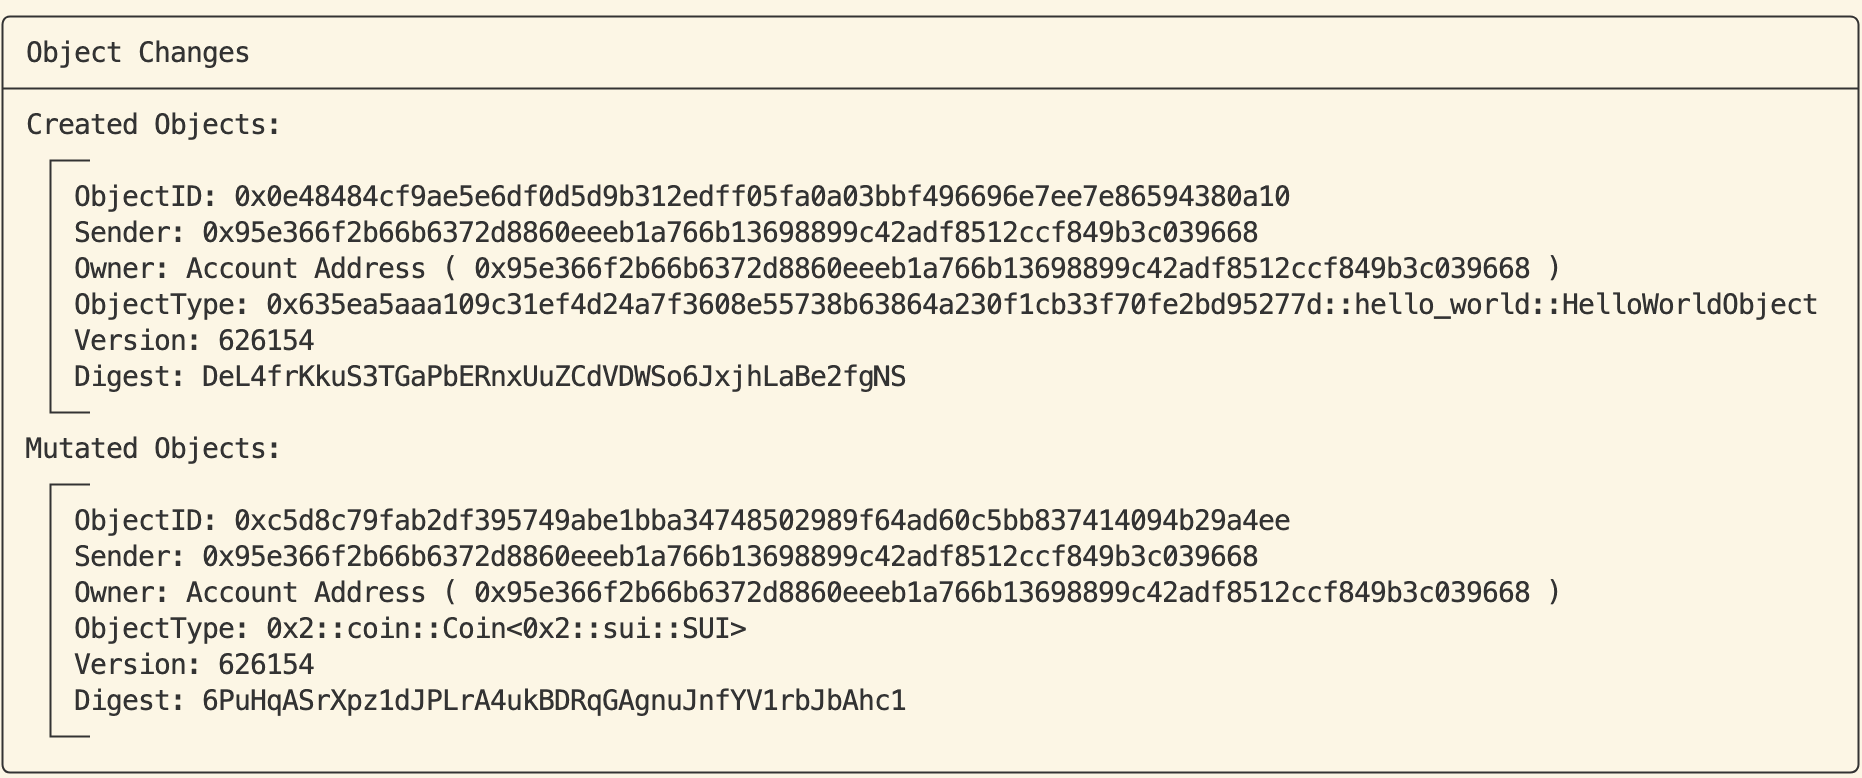 Object Changes
Created Objects:
ObjectID: 0x0e48484cf9ae5e6df0d5d9b312edff05fa0a03bbf496696e7ee7e86594380a10
Sender: 0x95e366f2b66b6372d8860eeeb1a766b13698899c42adf8512ccf849b3c039668
Owner: Account Address ( 0x95e366f2b66b6372d8860eeeb1a766b13698899c42adf8512ccf849b3c039668 )
ObjectType: 0x635ea5aaa109c31ef4d24a7f3608e55738b63864a230f1cb33f70fe2bd95277d::hello_world::HelloWorldObject
Version: 626154
Digest: DeL4frKkuS3TGaPbERnxUuZCdVDWSo6JxjhLaBe2fgNS
Mutated Objects:
ObjectID: 0xc5d8c79fab2df395749abe1bba34748502989f64ad60c5bb837414094b29a4ee
Sender: 0x95e366f2b66b6372d8860eeeb1a766b13698899c42adf8512ccf849b3c039668
Owner: Account Address ( 0x95e366f2b66b6372d8860eeeb1a766b13698899c42adf8512ccf849b3c039668 )
ObjectType: 0x2::coin::Coin<0x2::sui::SUI>
Version: 626154
Digest: 6PuHqASrXpz1dJPLrA4ukBDRqGAgnuJnfYV1rbJbAhc1